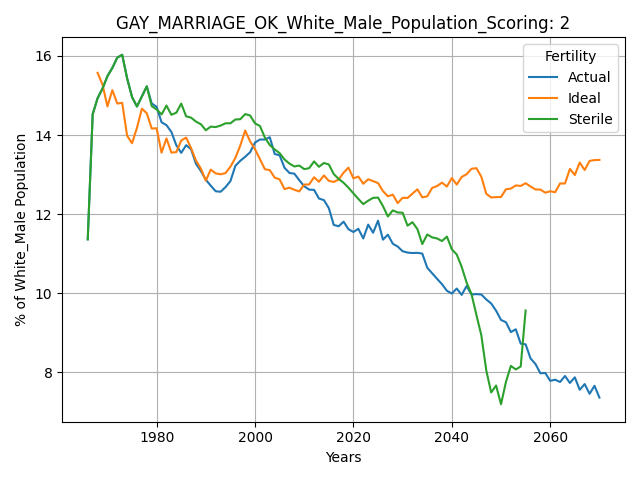 GAY_MARRIAGE_OK_White_Male_Population_Scoring: 2
Fertility
Actual
Ideal
Sterile
% of White_Male Population
16
14
12
10
8
1980
2000
2020
2040
2060
Years